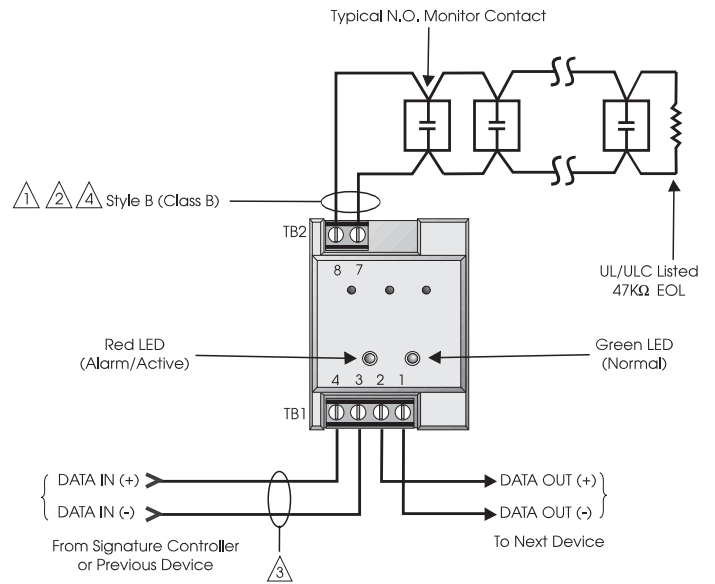 Typical N.O. Monitor Contact
1 2 4 Style B (Class B)
TB2
8 7
UL/ULC Listed
47KΩ EOL
Red LED
(Alarm/Active)
Green LED
(Normal)
4 3 2 1
TB1
DATA IN (+)
DATA OUT (+)
DATA IN (-)
DATA OUT (-)
From Signature Controller
or Previous Device
To Next Device
3